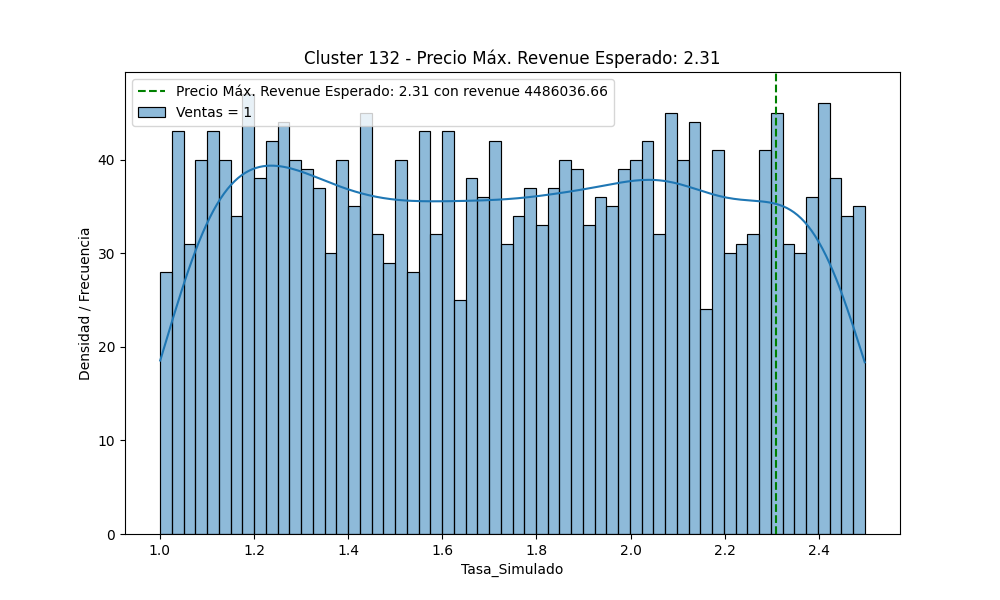 Cluster 132 - Precio Máx. Revenue Esperado: 2.31
Precio Máx. Revenue Esperado: 2.31 con revenue 4486036.66
Ventas = 1
Densidad / Frecuencia
40
30
20
10
0
1.0 1.2 1.4 1.6 1.8 2.0 2.2 2.4
Tasa_Simulado